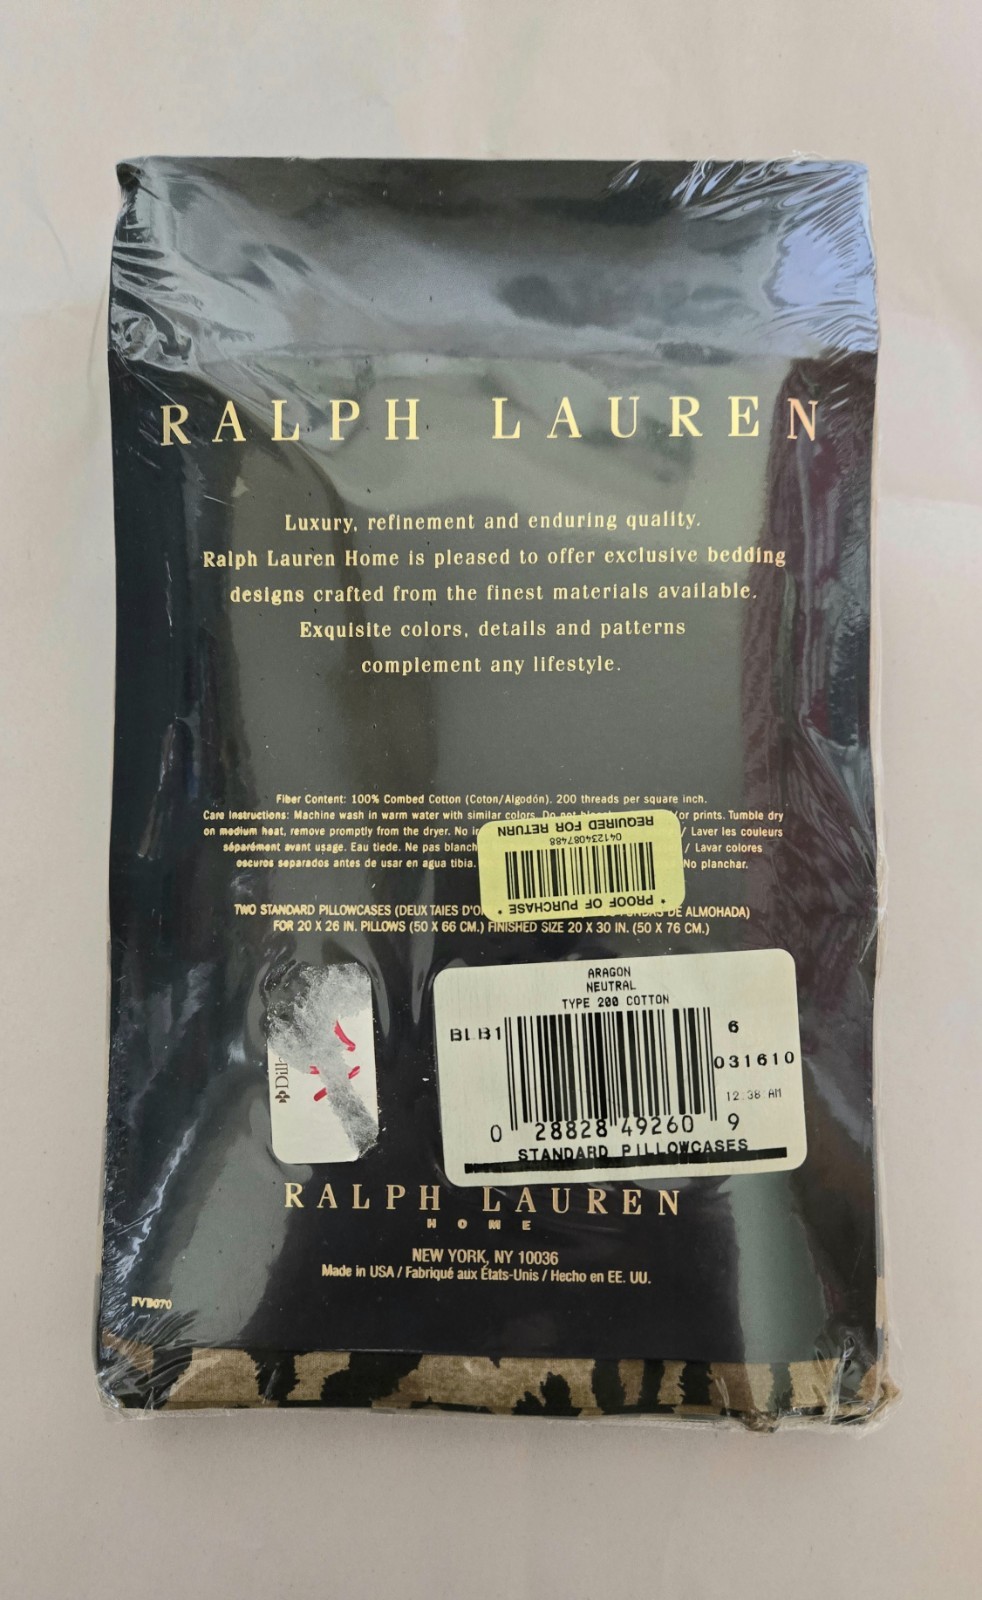 RALPH LAUREN
Luxury, refinement and enduring quality.
Ralph Lauren Home is pleased to offer exclusive bedding
designs crafted from the finest materials available.
Exquisite colors, details and patterns
complement any lifestyle.
Fiber Content: 100% Combed Cotton (Coton/Algodón). 200 threads per square inch.
Care Instructions: Machine wash in warm water with similar colors. Do not /or prints. Tumble dry
on medium heat, remove promptly from the dryer. No / Laver les couleurs
séparément avant usage. Eau tiede. Ne pas blanch / Lavar colores
oscuros separados antes de usar en agua tibia. No planchar.
* PROOF OF PURCHASE *
041234087488
REQUIRED FOR RETURN
TWO STANDARD PILLOWCASES (DEUX TAIES D'O DE ALMOHADA)
FOR 20 X 26 IN. PILLOWS (50 X 66 CM.) FINISHED SIZE 20 X 30 IN. (50 X 76 CM.)
Dill
ARAGON
NEUTRAL
TYPE 200 COTTON
BLB1 6
031610
12:38 AM
0 28828 49260 9
STANDARD PILLOWCASES
RALPH LAUREN
HOME
NEW YORK, NY 10036
Made in USA / Fabriqué aux États-Unis / Hecho en EE. UU.
FVB070